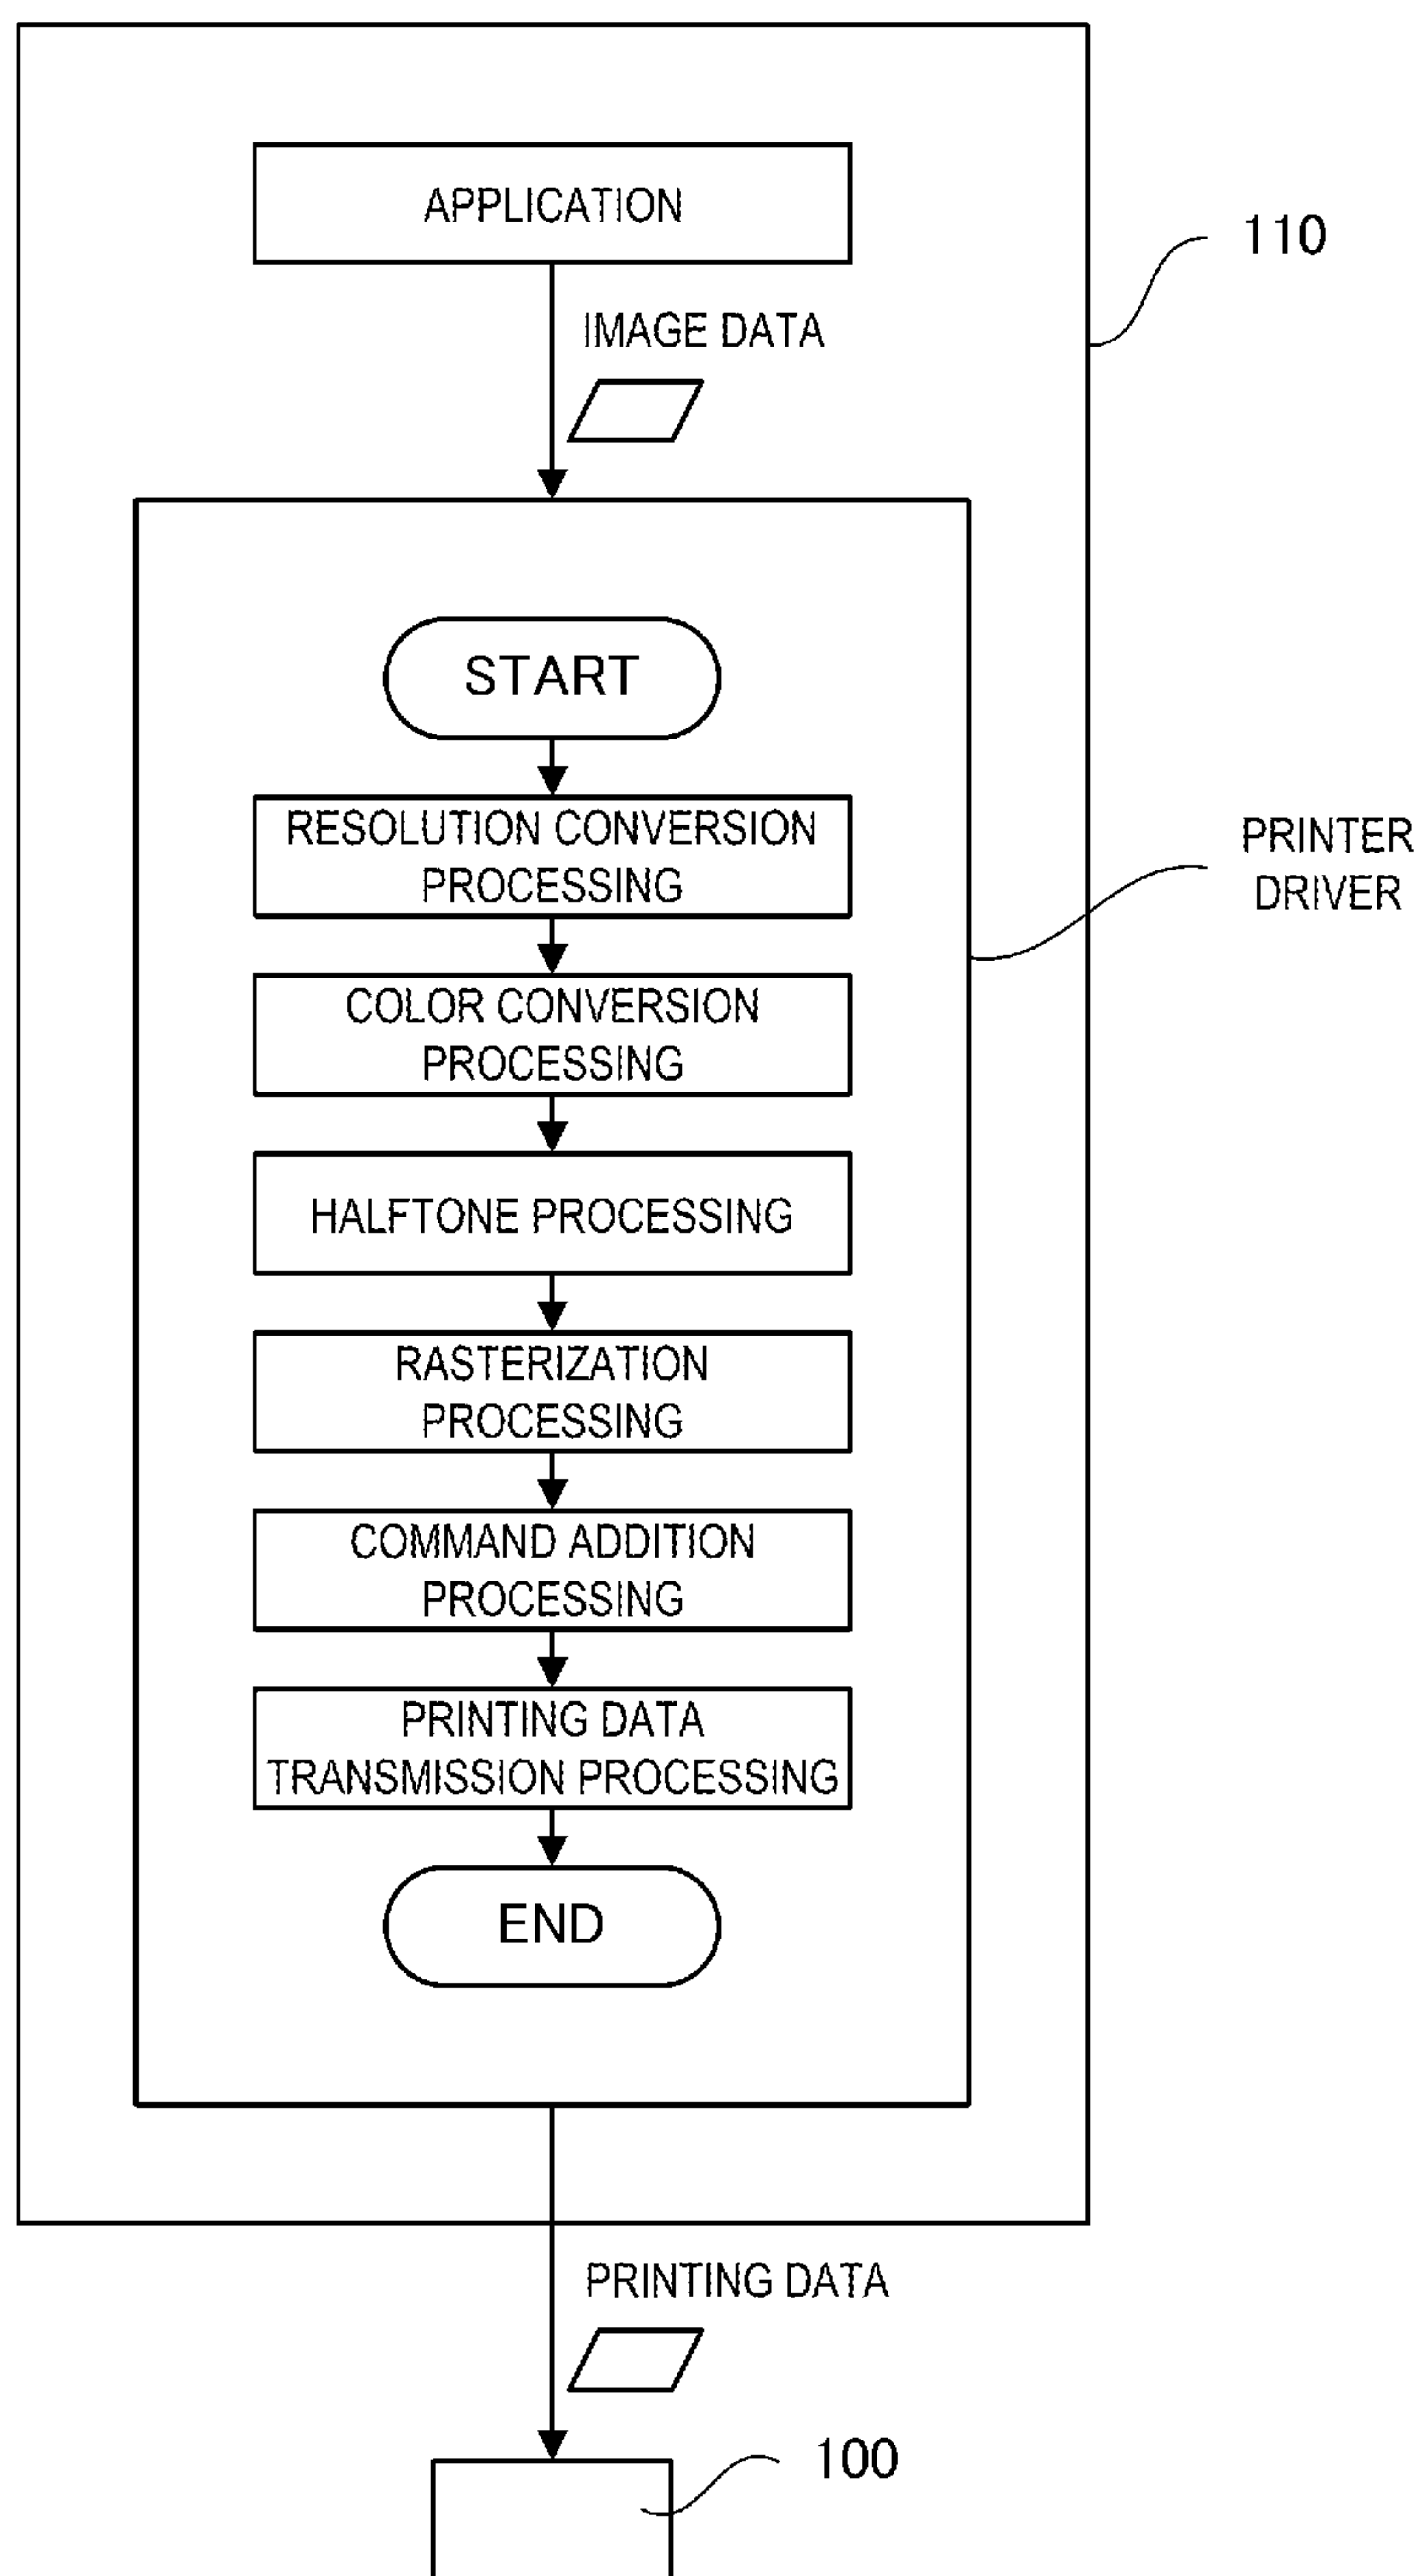 APPLICATION
110
IMAGE DATA
START
RESOLUTION CONVERSION
PROCESSING
PRINTER
DRIVER
COLOR CONVERSION
PROCESSING
HALFTONE PROCESSING
RASTERIZATION
PROCESSING
COMMAND ADDITION
PROCESSING
PRINTING DATA
TRANSMISSION PROCESSING
END
PRINTING DATA
100